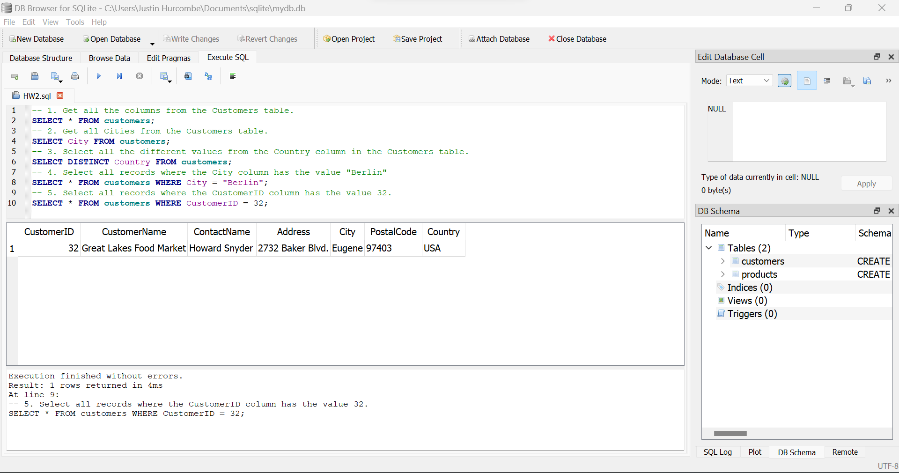 DB Browser for SQLite - C:\Users\Justin Hurcombe\Documents\sqlite\mydb.db
File Edit View Tools Help
New Database Open Database Write Changes Revert Changes Open Project Save Project Attach Database Close Database
Database Structure Browse Data Edit Pragmas Execute SQL
HW2.sql
1 -- 1. Get all the columns from the Customers table.
2 SELECT * FROM customers;
3 -- 2. Get all Cities from the Customers table.
4 SELECT City FROM customers;
5 -- 3. Select all the different values from the Country column in the Customers table.
6 SELECT DISTINCT Country FROM customers;
7 -- 4. Select all records where the City column has the value "Berlin"
8 SELECT * FROM customers WHERE City = "Berlin";
9 -- 5. Select all records where the CustomerID column has the value 32.
10 SELECT * FROM customers WHERE CustomerID = 32;
CustomerID CustomerName ContactName Address City PostalCode Country
1 32 Great Lakes Food Market Howard Snyder 2732 Baker Blvd. Eugene 97403 USA
Execution finished without errors.
Result: 1 rows returned in 4ms
At line 9:
-- 5. Select all records where the CustomerID column has the value 32.
SELECT * FROM customers WHERE CustomerID = 32;
Edit Database Cell
Mode: Text
NULL
Type of data currently in cell: NULL
0 byte(s)
Apply
DB Schema
Name Type Schema
Tables (2)
customers CREATE
products CREATE
Indices (0)
Views (0)
Triggers (0)
SQL Log Plot DB Schema Remote
UTF-8